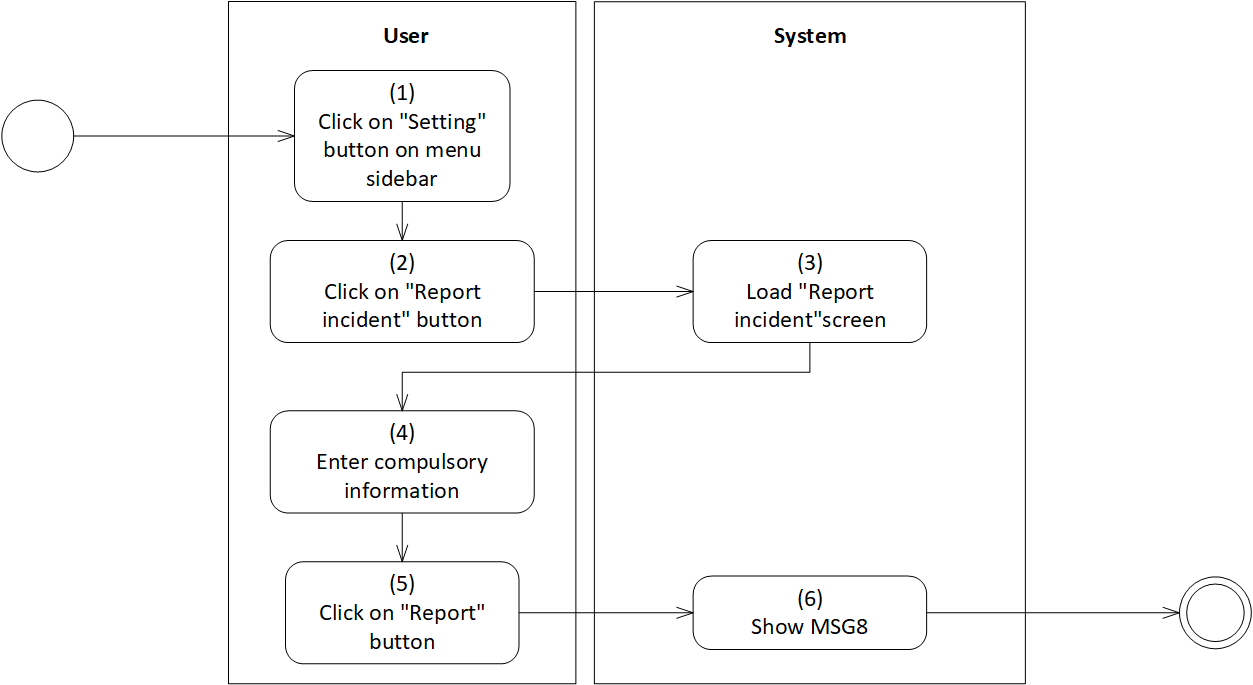 User
System
(1)
Click on "Setting"
button on menu
sidebar
(2)
Click on "Report
incident" button
(3)
Load "Report
incident"screen
(4)
Enter compulsory
information
(5)
Click on "Report"
button
(6)
Show MSG8